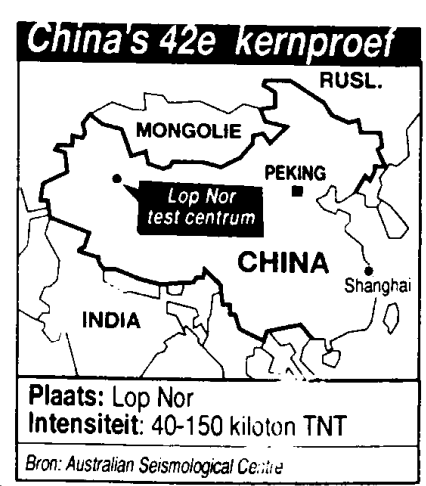 China's 42e kernproef
RUSL.
MONGOLIE
PEKING
Lop Nor
test centrum
CHINA
Shanghai
INDIA
Plaats: Lop Nor
Intensiteit: 40-150 kiloton TNT
Bron: Australian Seismological Centre